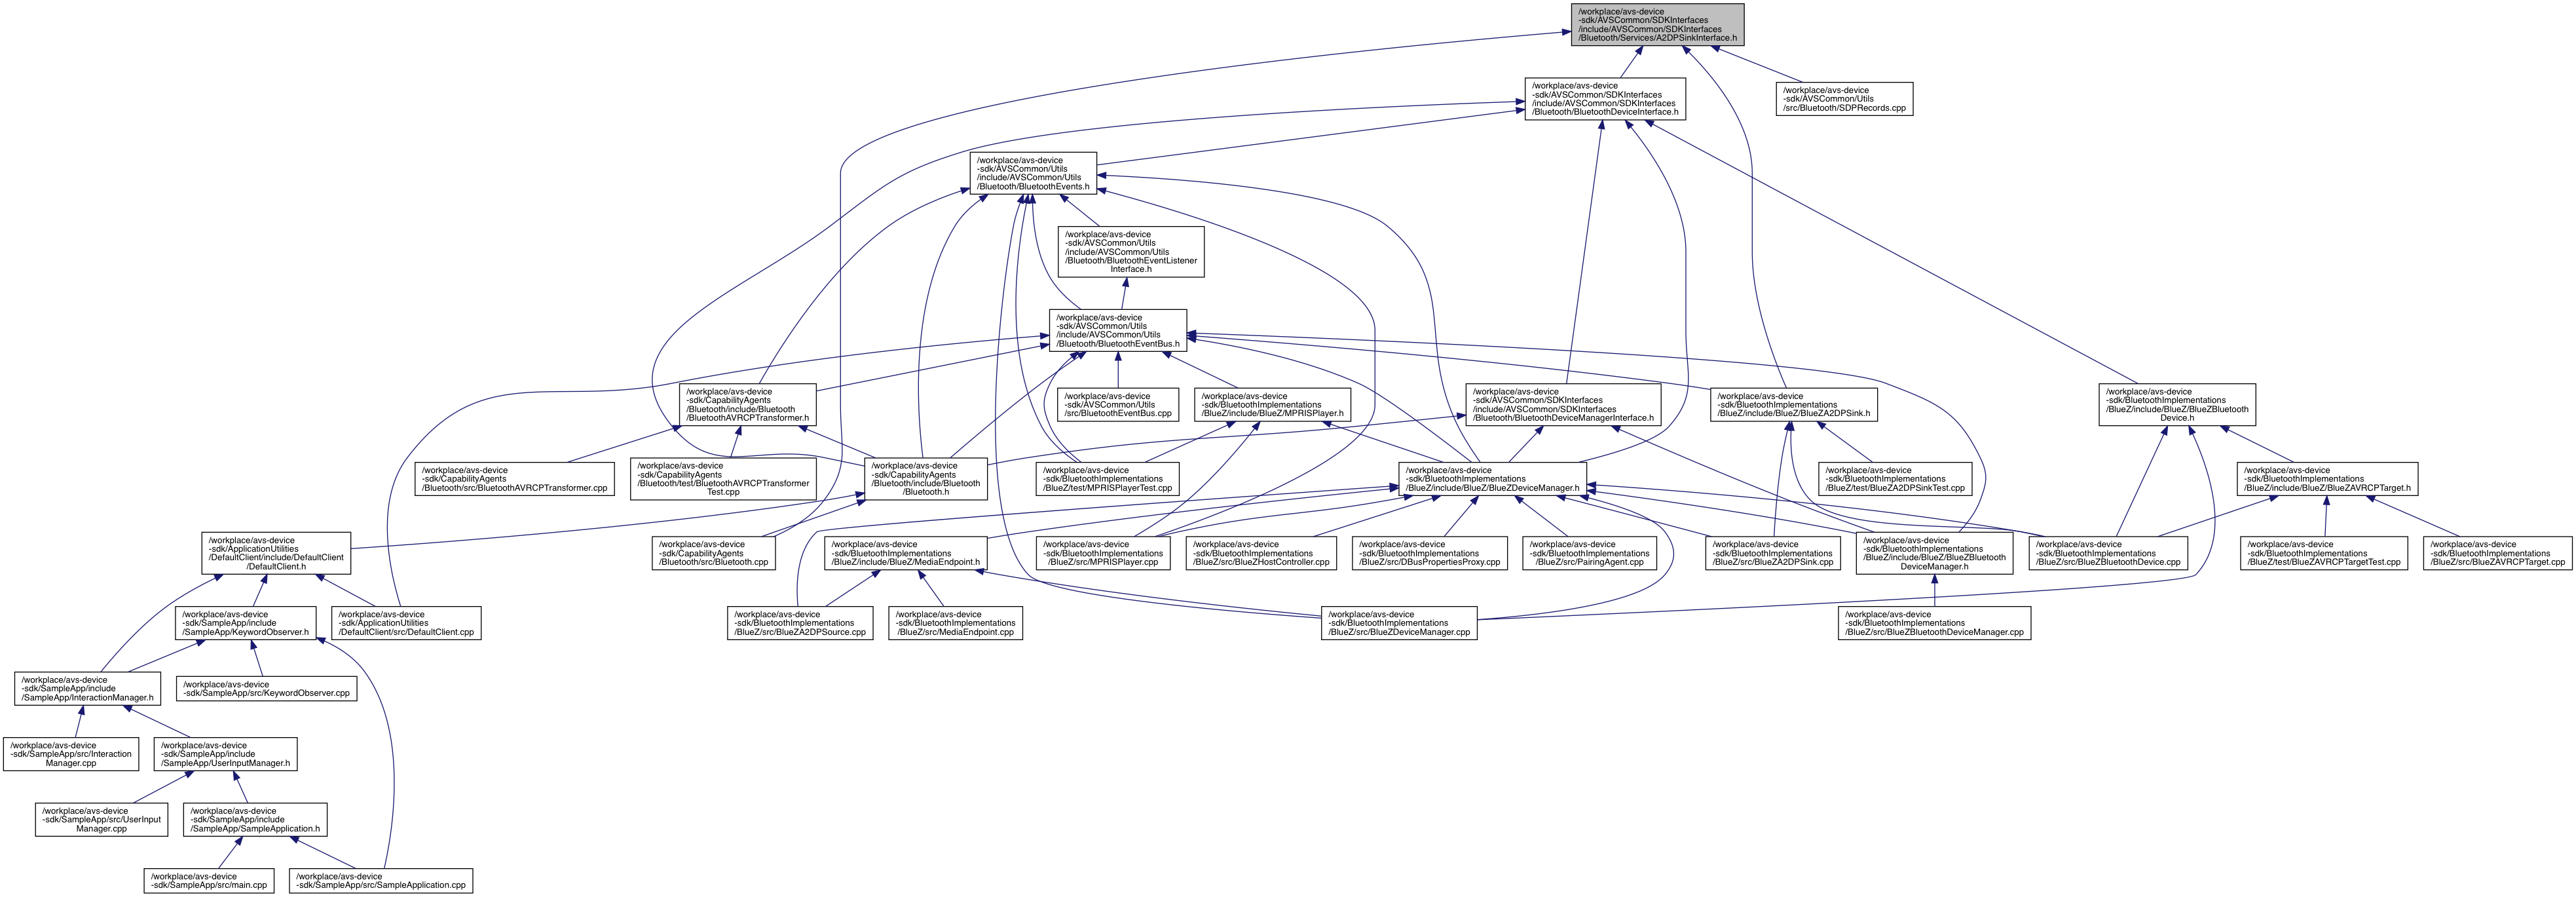 /workplace/avs-device
-sdk/AVSCommon/SDKInterfaces
/include/AVSCommon/SDKInterfaces
/Bluetooth/Services/A2DPSinkInterface.h
/workplace/avs-device
-sdk/AVSCommon/SDKInterfaces
/include/AVSCommon/SDKInterfaces
/Bluetooth/BluetoothDeviceInterface.h
/workplace/avs-device
-sdk/AVSCommon/Utils
/src/Bluetooth/SDPRecords.cpp
/workplace/avs-device
-sdk/AVSCommon/Utils
/include/AVSCommon/Utils
/Bluetooth/BluetoothEvents.h
/workplace/avs-device
-sdk/AVSCommon/Utils
/include/AVSCommon/Utils
/Bluetooth/BluetoothEventListener
Interface.h
/workplace/avs-device
-sdk/AVSCommon/Utils
/include/AVSCommon/Utils
/Bluetooth/BluetoothEventBus.h
/workplace/avs-device
-sdk/CapabilityAgents
/Bluetooth/include/Bluetooth
/BluetoothAVRCPTransformer.h
/workplace/avs-device
-sdk/AVSCommon/Utils
/src/BluetoothEventBus.cpp
/workplace/avs-device
-sdk/BluetoothImplementations
/BlueZ/include/BlueZ/MPRISPlayer.h
/workplace/avs-device
-sdk/AVSCommon/SDKInterfaces
/include/AVSCommon/SDKInterfaces
/Bluetooth/BluetoothDeviceManagerInterface.h
/workplace/avs-device
-sdk/BluetoothImplementations
/BlueZ/include/BlueZ/BlueZA2DPSink.h
/workplace/avs-device
-sdk/BluetoothImplementations
/BlueZ/include/BlueZ/BlueZBluetooth
Device.h
/workplace/avs-device
-sdk/CapabilityAgents
/Bluetooth/src/BluetoothAVRCPTransformer.cpp
/workplace/avs-device
-sdk/CapabilityAgents
/Bluetooth/test/BluetoothAVRCPTransformer
Test.cpp
/workplace/avs-device
-sdk/CapabilityAgents
/Bluetooth/include/Bluetooth
/Bluetooth.h
/workplace/avs-device
-sdk/BluetoothImplementations
/BlueZ/test/MPRISPlayerTest.cpp
/workplace/avs-device
-sdk/BluetoothImplementations
/BlueZ/include/BlueZ/BlueZDeviceManager.h
/workplace/avs-device
-sdk/BluetoothImplementations
/BlueZ/test/BlueZA2DPSinkTest.cpp
/workplace/avs-device
-sdk/BluetoothImplementations
/BlueZ/include/BlueZ/BlueZAVRCPTarget.h
/workplace/avs-device
-sdk/ApplicationUtilities
/DefaultClient/include/DefaultClient
/DefaultClient.h
/workplace/avs-device
-sdk/CapabilityAgents
/Bluetooth/src/Bluetooth.cpp
/workplace/avs-device
-sdk/BluetoothImplementations
/BlueZ/include/BlueZ/MediaEndpoint.h
/workplace/avs-device
-sdk/BluetoothImplementations
/BlueZ/src/MPRISPlayer.cpp
/workplace/avs-device
-sdk/BluetoothImplementations
/BlueZ/src/BlueZHostController.cpp
/workplace/avs-device
-sdk/BluetoothImplementations
/BlueZ/src/DBusPropertiesProxy.cpp
/workplace/avs-device
-sdk/BluetoothImplementations
/BlueZ/src/PairingAgent.cpp
/workplace/avs-device
-sdk/BluetoothImplementations
/BlueZ/src/BlueZA2DPSink.cpp
/workplace/avs-device
-sdk/BluetoothImplementations
/BlueZ/include/BlueZ/BlueZBluetooth
DeviceManager.h
/workplace/avs-device
-sdk/BluetoothImplementations
/BlueZ/src/BlueZBluetoothDevice.cpp
/workplace/avs-device
-sdk/BluetoothImplementations
/BlueZ/test/BlueZAVRCPTargetTest.cpp
/workplace/avs-device
-sdk/BluetoothImplementations
/BlueZ/src/BlueZAVRCPTarget.cpp
/workplace/avs-device
-sdk/SampleApp/include
/SampleApp/KeywordObserver.h
/workplace/avs-device
-sdk/ApplicationUtilities
/DefaultClient/src/DefaultClient.cpp
/workplace/avs-device
-sdk/BluetoothImplementations
/BlueZ/src/BlueZA2DPSource.cpp
/workplace/avs-device
-sdk/BluetoothImplementations
/BlueZ/src/MediaEndpoint.cpp
/workplace/avs-device
-sdk/BluetoothImplementations
/BlueZ/src/BlueZDeviceManager.cpp
/workplace/avs-device
-sdk/BluetoothImplementations
/BlueZ/src/BlueZBluetoothDeviceManager.cpp
/workplace/avs-device
-sdk/SampleApp/include
/SampleApp/InteractionManager.h
/workplace/avs-device
-sdk/SampleApp/src/KeywordObserver.cpp
/workplace/avs-device
-sdk/SampleApp/src/Interaction
Manager.cpp
/workplace/avs-device
-sdk/SampleApp/include
/SampleApp/UserInputManager.h
/workplace/avs-device
-sdk/SampleApp/src/UserInput
Manager.cpp
/workplace/avs-device
-sdk/SampleApp/include
/SampleApp/SampleApplication.h
/workplace/avs-device
-sdk/SampleApp/src/main.cpp
/workplace/avs-device
-sdk/SampleApp/src/SampleApplication.cpp